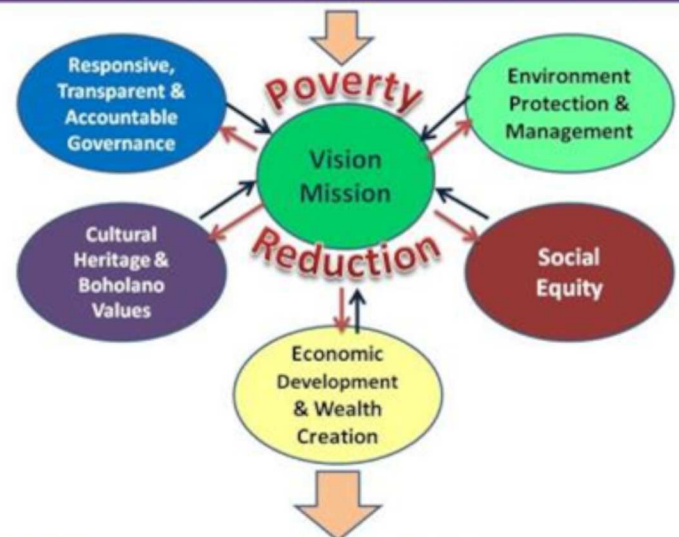 Responsive,
Transparent &
Accountable
Governance
Poverty
Environment
Protection &
Management
Vision
Mission
Cultural
Heritage &
Boholano
Values
Reduction
Social
Equity
Economic
Development
& Wealth
Creation